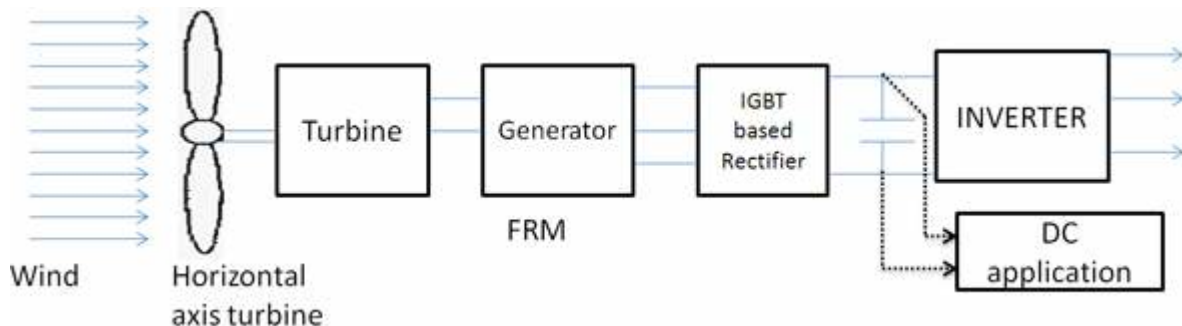 Wind
Horizontal
axis turbine
Turbine
Generator
FRM
IGBT
based
Rectifier
INVERTER
DC
application